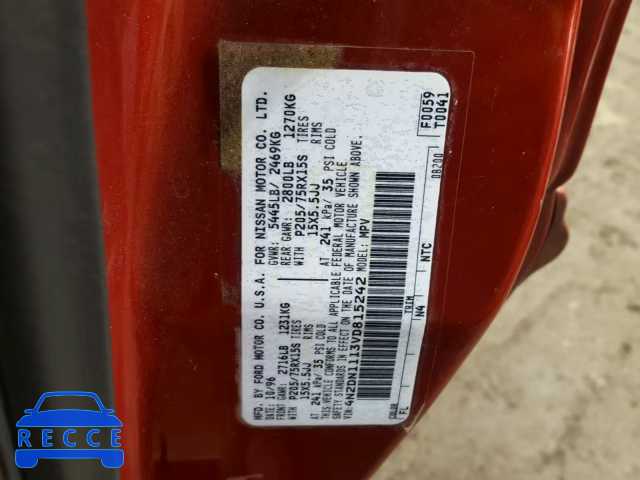 MFD. BY FORD MOTOR CO. U.S.A. FOR NISSAN MOTOR CO. LTD.
10/96 GVWR: 5445LB/ 2469KG
FRONT GAWR: 2716LB 1231KG REAR GAWR: 2800LB 1270KG
WITH P205/75RX15S TIRES WITH P205/75RX15S TIRES
15X5.5JJ RIMS 15X5.5JJ RIMS
AT 241 kPa/ 35 PSI COLD AT 241 kPa/ 35 PSI COLD
THIS VEHICLE CONFORMS TO ALL APPLICABLE FEDERAL MOTOR VEHICLE
SAFETY STANDARDS IN EFFECT ON THE DATE OF MANUFACTURE SHOWN ABOVE.
VIN: 4N2DN1113VD815242 MODEL: MPV
F0059
T0041
COLOR TRIM 08200
FL N4 NTC
RECCE